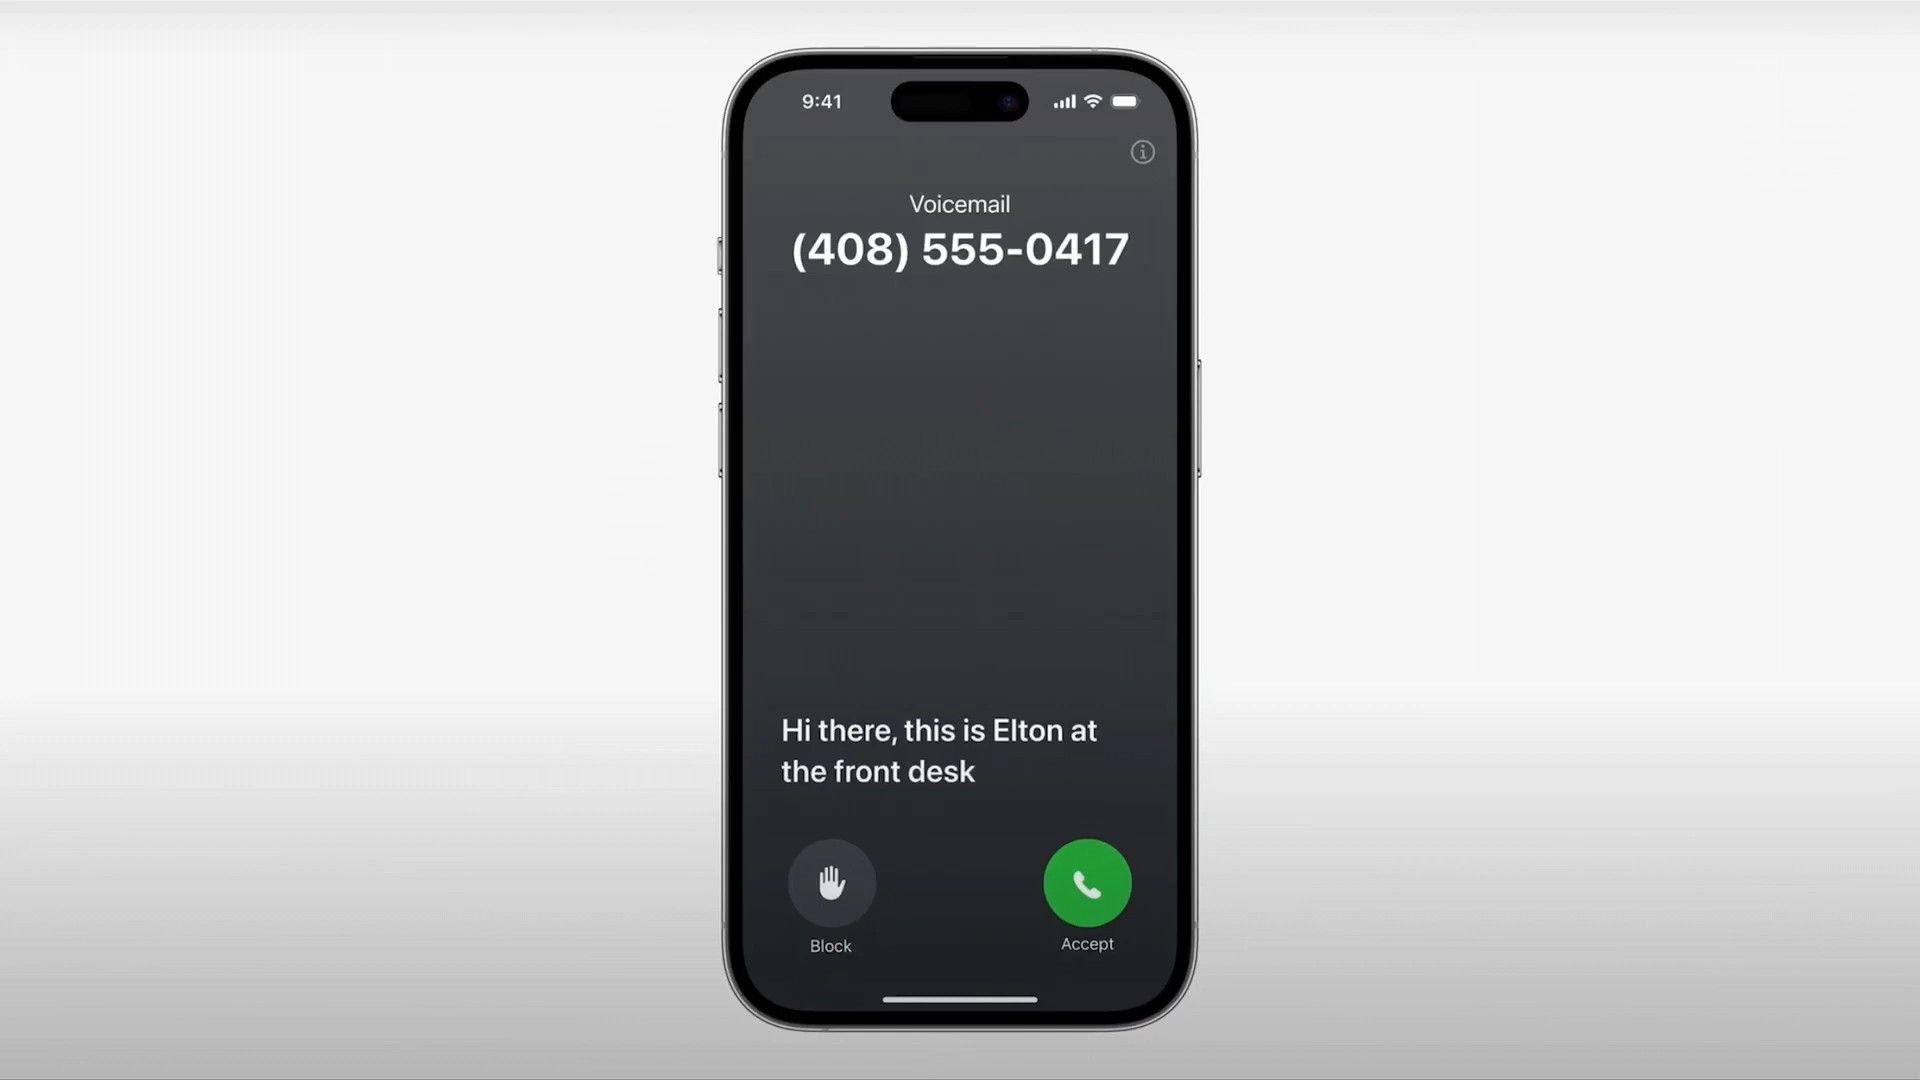 9:41
Voicemail
(408) 555-0417
Hi there, this is Elton at
the front desk
Block
Accept